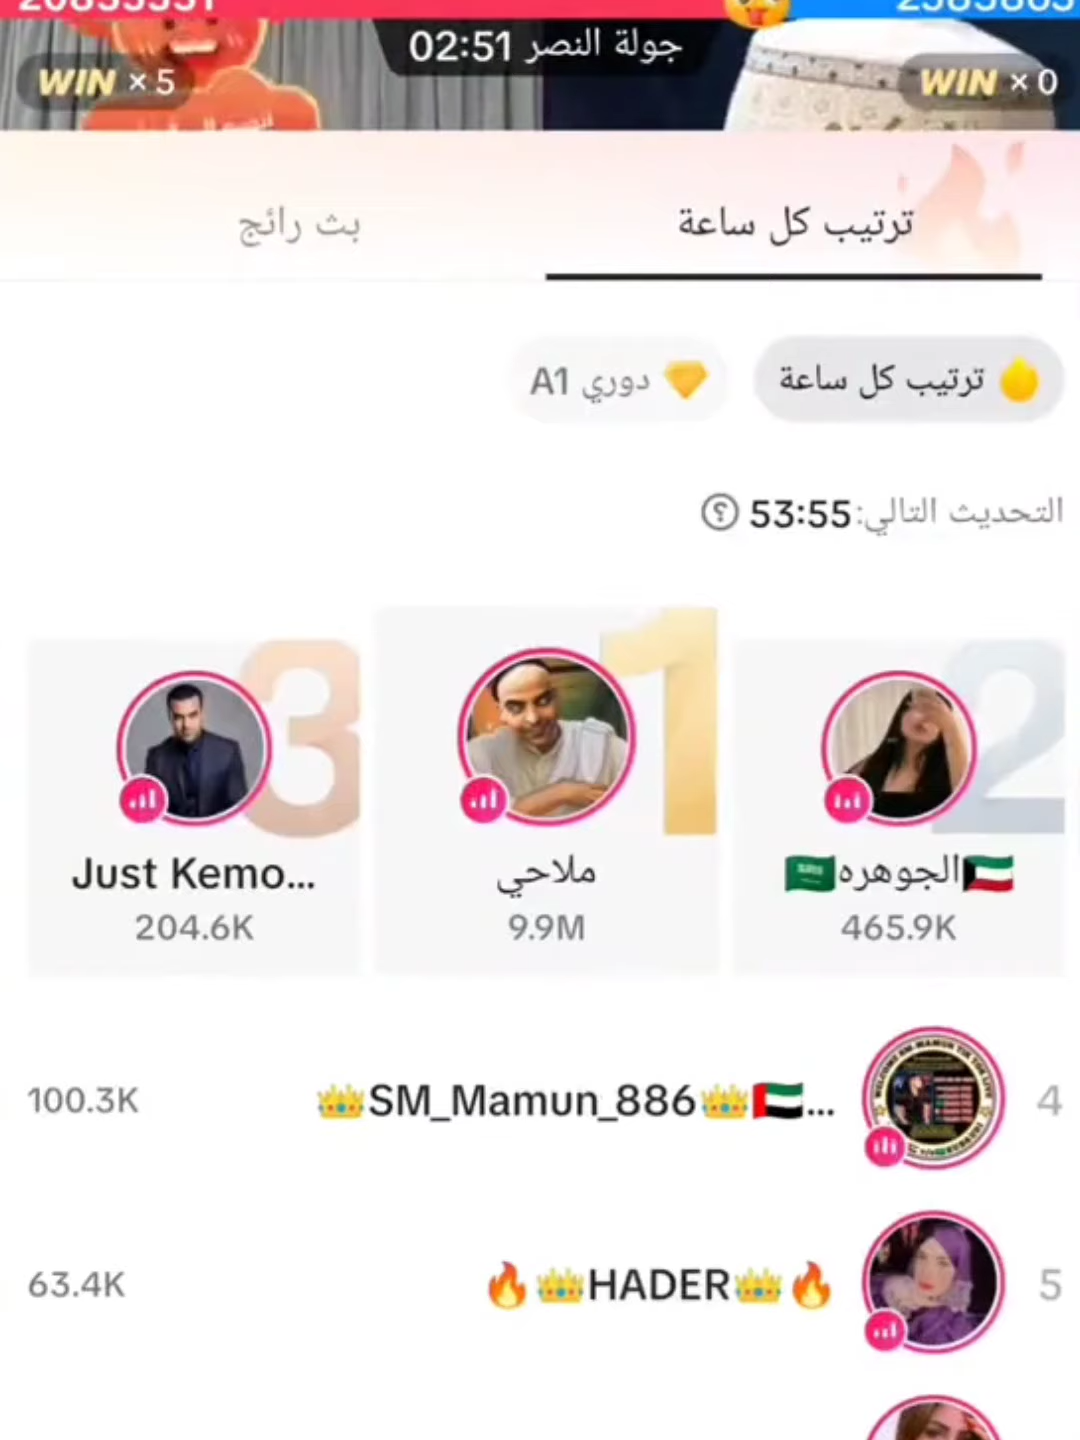 جولة النصر 02:51
WIN ×5
WIN ×0
ترتيب كل ساعة
بث رائج
ترتيب كل ساعة
دوري A1
التحديث التالي: 53:55
3
1
2
Just Kemo...
ملاحي
🇰🇼الجوهره🇸🇦
204.6K
9.9M
465.9K
4
👑SM_Mamun_886👑🇦🇪...
100.3K
5
🔥👑HADER👑🔥
63.4K